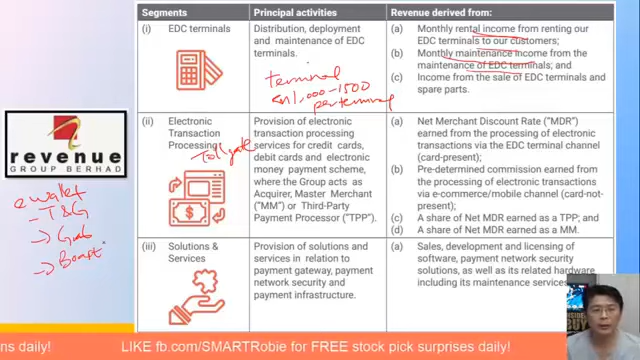 Segments
Principal activities
Revenue derived from:
(i) EDC terminals
Distribution, deployment
and maintenance of EDC
terminals.
terminal
1,000 - 1500
per terminal
(a) Monthly rental income from renting our
EDC terminals to our customers;
(b) Monthly maintenance income from the
maintenance of EDC terminals; and
(c) Income from the sale of EDC terminals and
spare parts.
revenue
GROUP BERHAD
e wallet
- T & G
→ Grab
→ Boost
(ii) Electronic
Transaction
Processing
Toll gate
Provision of electronic
transaction processing
services for credit cards,
debit cards and electronic
money payment scheme,
where the Group acts as
Acquirer, Master Merchant
("MM") or Third-Party
Payment Processor ("TPP").
(a) Net Merchant Discount Rate ("MDR")
earned from the processing of electronic
transactions via the EDC terminal channel
(card-present);
(b) Pre-determined commission earned from
the processing of electronic transactions
via e-commerce/mobile channel (card-not
present);
(c) A share of Net MDR earned as a TPP; and
(d) A share of Net MDR earned as a MM.
(iii) Solutions &
Services
Provision of solutions and
services in relation to
payment gateway, payment
network security and
payment infrastructure.
(a) Sales, development and licensing of
software, payment network security
solutions, as well as its related hardware
including its maintenance services
INSIDE
BUY
ns daily!
LIKE fb.com/SMARTRobie for FREE stock pick surprises daily!